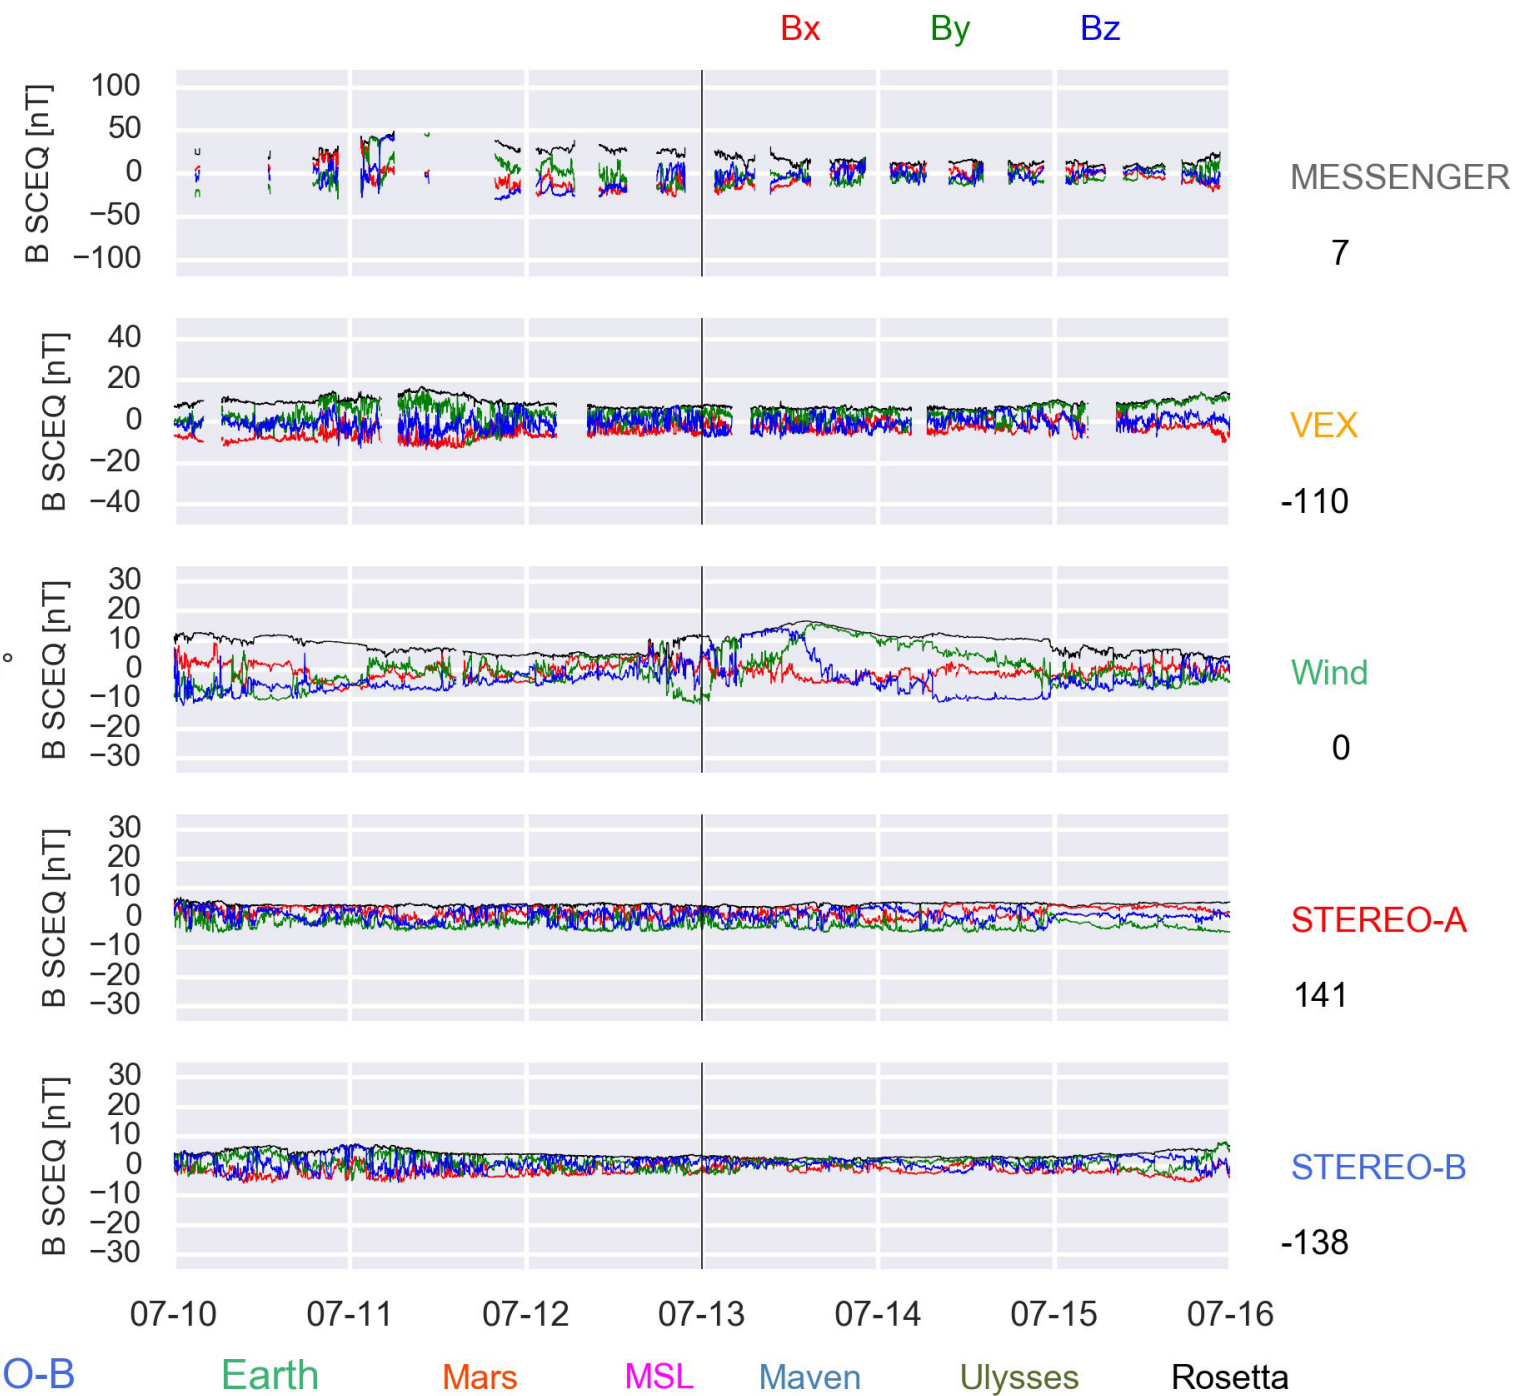 Bx By Bz
100
50
0
−50
−100
B SCEQ [nT]
MESSENGER
7
40
20
0
−20
−40
B SCEQ [nT]
VEX
-110
30
20
10
0
−10
−20
−30
B SCEQ [nT]
°
Wind
0
30
20
10
0
−10
−20
−30
B SCEQ [nT]
STEREO-A
141
30
20
10
0
−10
−20
−30
B SCEQ [nT]
STEREO-B
-138
07-10 07-11 07-12 07-13 07-14 07-15 07-16
O-B Earth Mars MSL Maven Ulysses Rosetta